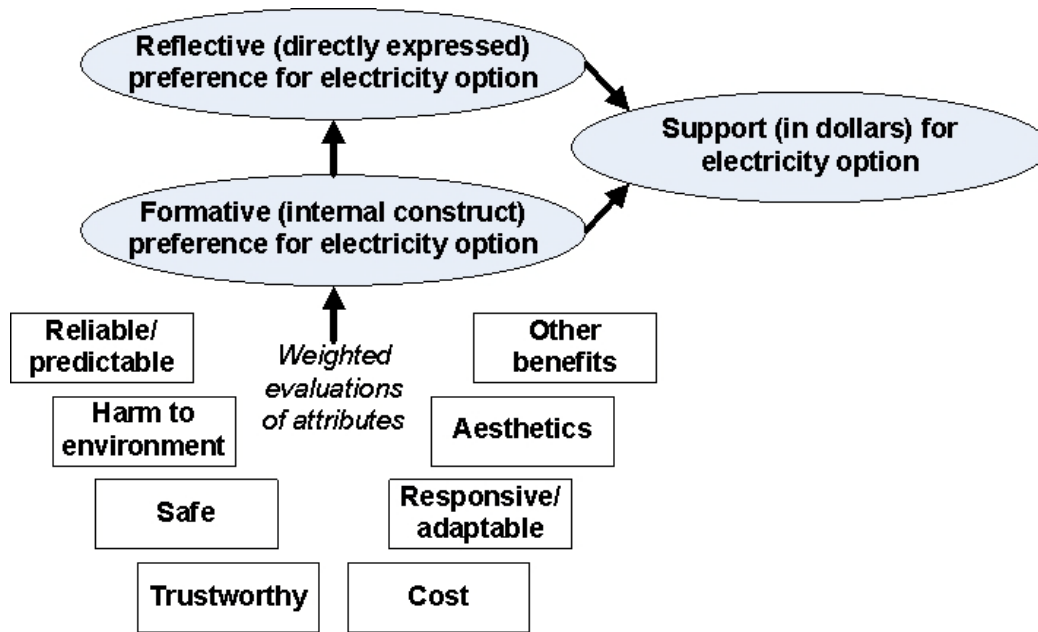 Reflective (directly expressed)
preference for electricity option
Support (in dollars) for
electricity option
Formative (internal construct)
preference for electricity option
Weighted
evaluations
of attributes
Reliable/
predictable
Harm to
environment
Safe
Trustworthy
Other
benefits
Aesthetics
Responsive/
adaptable
Cost